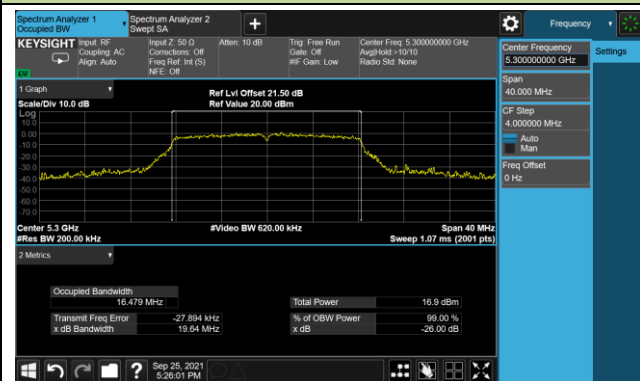 Spectrum Analyzer 1
Occupied BW
Spectrum Analyzer 2
Swept SA
Frequency
KEYSIGHT
Input: RF
Coupling: AC
Align: Auto
Input Z: 50 Ω
Corrections: Off
Freq Ref: Int (S)
NFE: Off
Atten: 10 dB
Trig: Free Run
Gate: Off
#IF Gain: Low
Center Freq: 5.300000000 GHz
Avg|Hold:>10/10
Radio Std: None
Center Frequency
5.300000000 GHz
Settings
Span
40.000 MHz
CF Step
4.000000 MHz
Auto
Man
Freq Offset
0 Hz
1 Graph
Scale/Div 10.0 dB
Ref Lvl Offset 21.50 dB
Ref Value 20.00 dBm
Log
10.0
0.00
-10.0
-20.0
-30.0
-40.0
-50.0
-60.0
-70.0
Center 5.3 GHz
#Video BW 620.00 kHz
Span 40 MHz
#Res BW 200.00 kHz
Sweep 1.07 ms (2001 pts)
2 Metrics
Occupied Bandwidth
16.479 MHz
Total Power 16.9 dBm
Transmit Freq Error -27.894 kHz
% of OBW Power 99.00 %
x dB Bandwidth 19.64 MHz
x dB -26.00 dB
Sep 25, 2021
5:26:01 PM